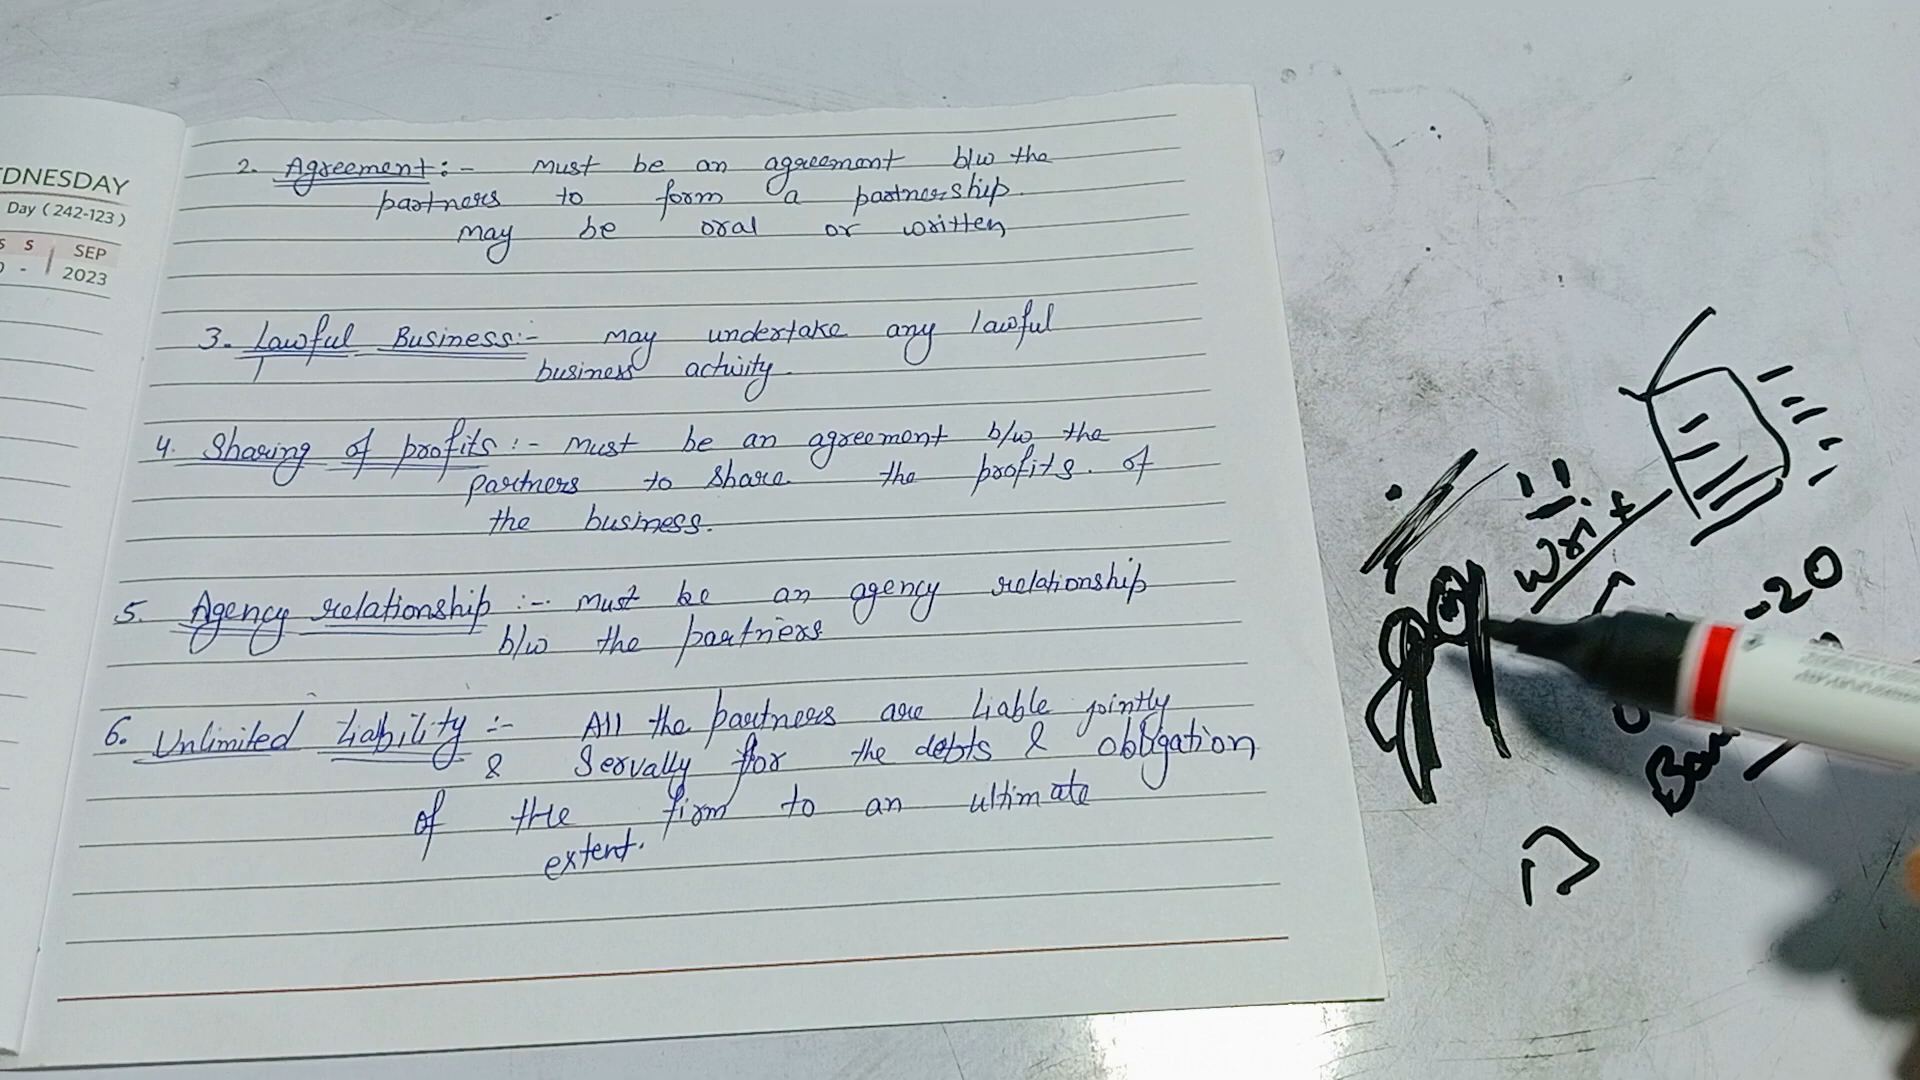 DNESDAY
Day (242-123)
S S SEP
2023
2. Agreement:- Must be an agreement b/w the
partners to form a partnership.
may be oral or written
3. Lawful Business:- may undertake any lawful
business activity.
4. Sharing of profits:- Must be an agreement b/w the
partners to share the profits. of
the business.
5. Agency relationship:- Must be an agency relationship
b/w the partners
6. Unlimited Liability:- All the partners are liable jointly
& Servally for the debts & obligation
of the firm to an ultimate
extent.
Writ
-20